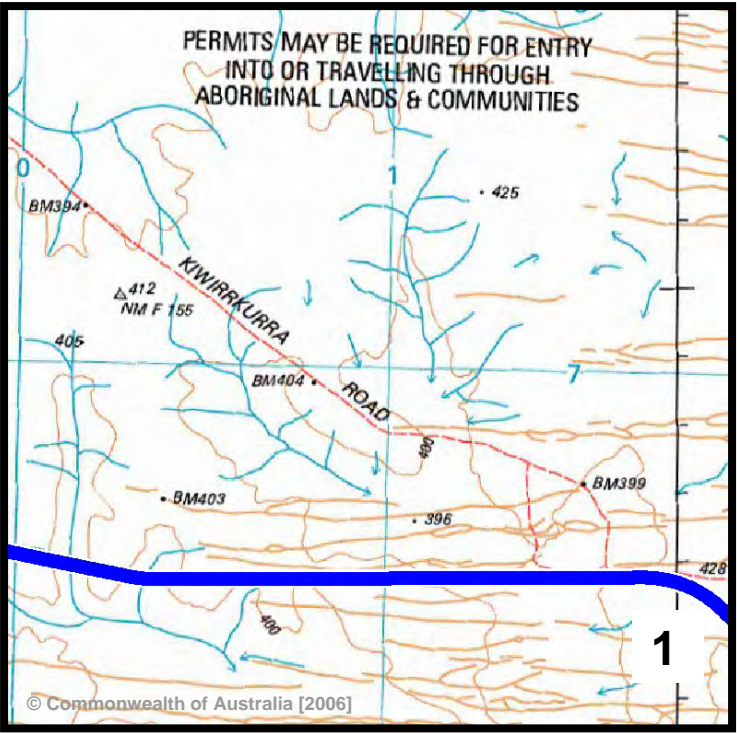 PERMITS MAY BE REQUIRED FOR ENTRY
INTO OR TRAVELLING THROUGH
ABORIGINAL LANDS & COMMUNITIES
0
1
425
BM394
KIWIRRKURRA
ROAD
412
NM F 155
405
7
BM404
400
BM399
BM403
396
428
400
1
© Commonwealth of Australia [2006]